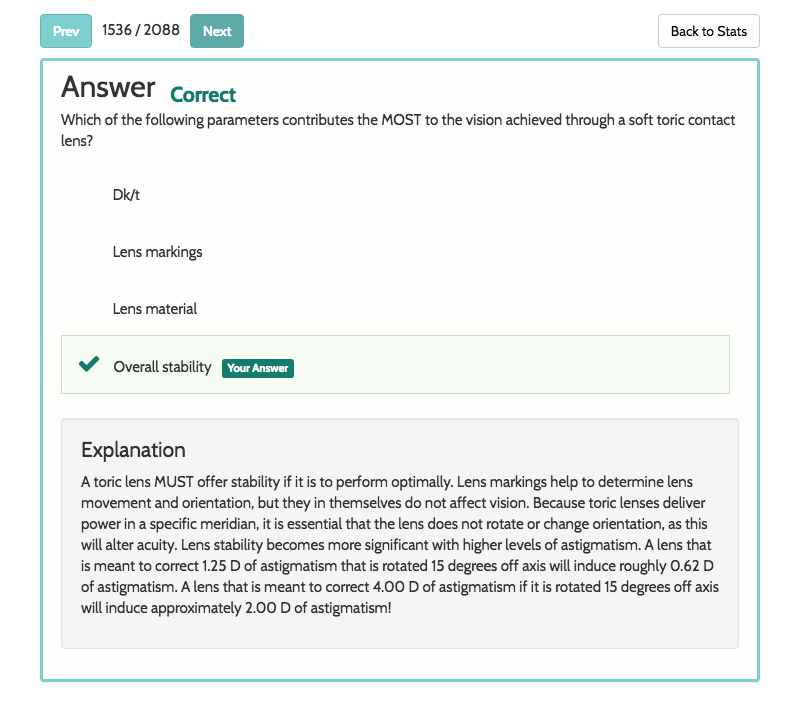 Prev 1536 / 2088 Next Back to Stats
Answer Correct
Which of the following parameters contributes the MOST to the vision achieved through a soft toric contact
lens?
Dk/t
Lens markings
Lens material
Overall stability Your Answer
Explanation
A toric lens MUST offer stability if it is to perform optimally. Lens markings help to determine lens
movement and orientation, but they in themselves do not affect vision. Because toric lenses deliver
power in a specific meridian, it is essential that the lens does not rotate or change orientation, as this
will alter acuity. Lens stability becomes more significant with higher levels of astigmatism. A lens that
is meant to correct 1.25 D of astigmatism that is rotated 15 degrees off axis will induce roughly 0.62 D
of astigmatism. A lens that is meant to correct 4.00 D of astigmatism if it is rotated 15 degrees off axis
will induce approximately 2.00 D of astigmatism!